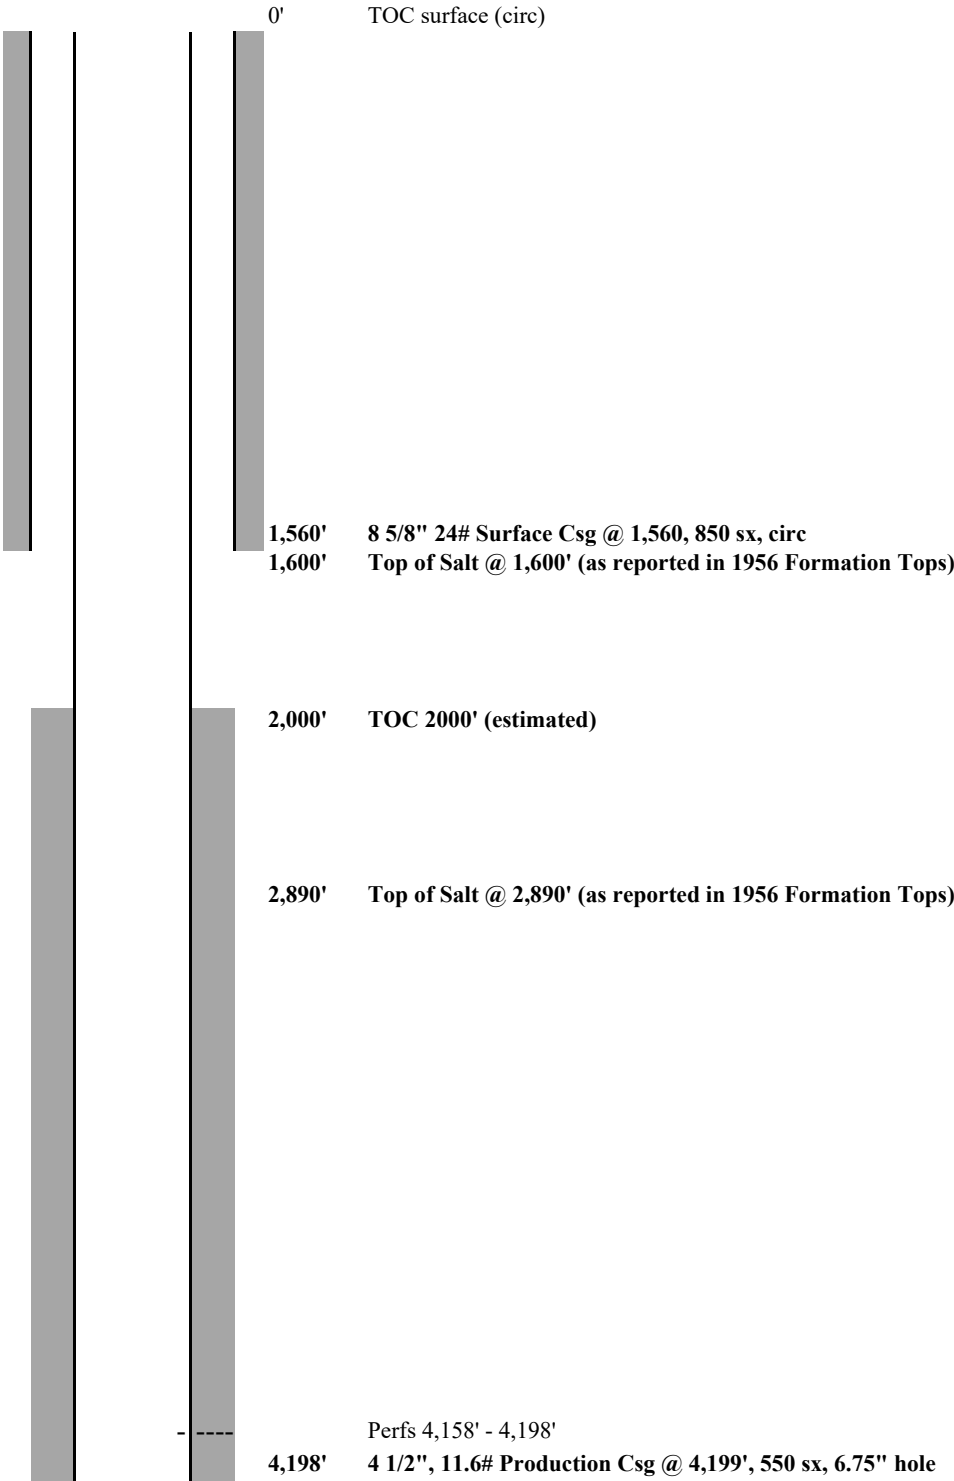 0' TOC surface (circ)
1,560' 8 5/8" 24# Surface Csg @ 1,560, 850 sx, circ
1,600' Top of Salt @ 1,600' (as reported in 1956 Formation Tops)
2,000' TOC 2000' (estimated)
2,890' Top of Salt @ 2,890' (as reported in 1956 Formation Tops)
Perfs 4,158' - 4,198'
4,198' 4 1/2", 11.6# Production Csg @ 4,199', 550 sx, 6.75" hole